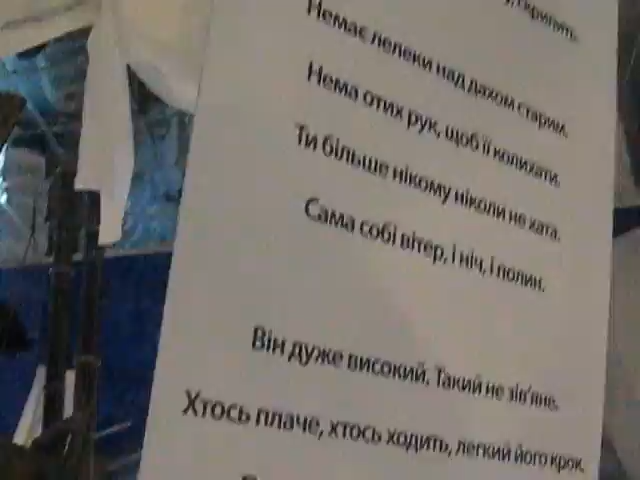 Немає лелеки над дахом старим.
Нема отих рук, щоб її колихати.
Ти більше нікому ніколи не хата.
Сама собі вітер, і ніч, і полин.
Він дуже високий. Такий не зів'яне.
Хтось плаче, хтось ходить, легкий його крок.